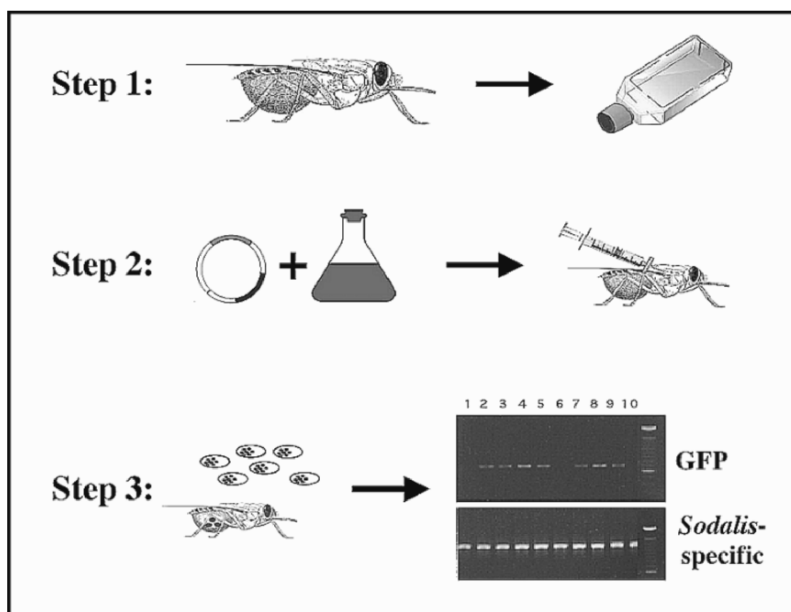 Step 1:
Step 2:
Step 3:
1 2 3 4 5 6 7 8 9 10
GFP
Sodalis-
specific